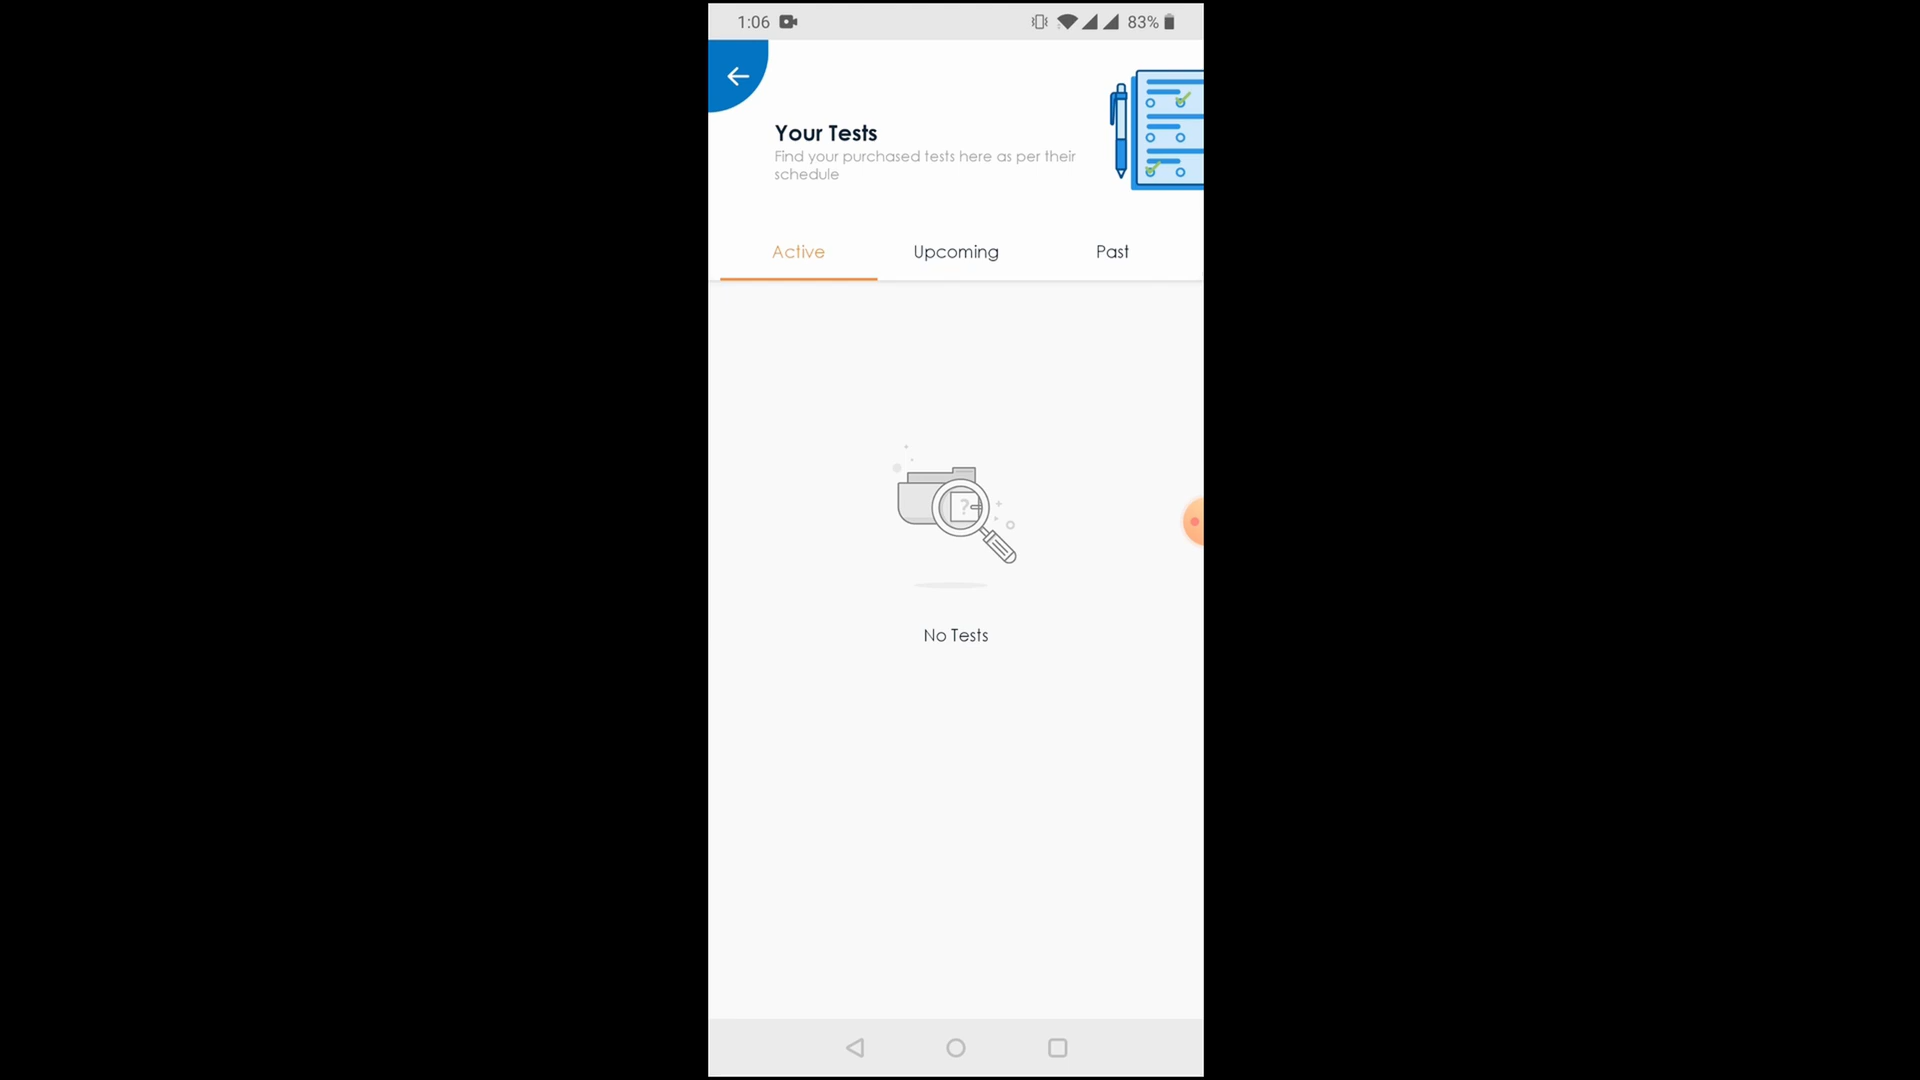 1:06
83%
Your Tests
Find your purchased tests here as per their
schedule
Active
Upcoming
Past
?
No Tests